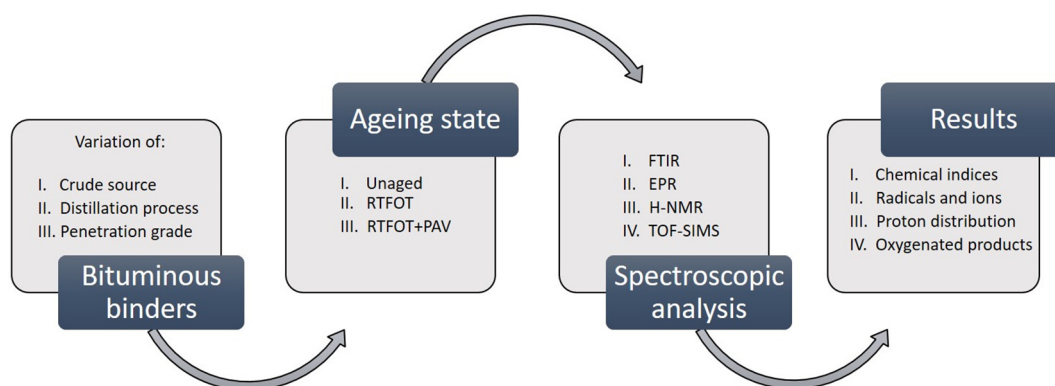 Variation of:
I. Crude source
II. Distillation process
III. Penetration grade
Bituminous
binders
Ageing state
I. Unaged
II. RTFOT
III. RTFOT+PAV
I. FTIR
II. EPR
III. H-NMR
IV. TOF-SIMS
Spectroscopic
analysis
Results
I. Chemical indices
II. Radicals and ions
III. Proton distribution
IV. Oxygenated products